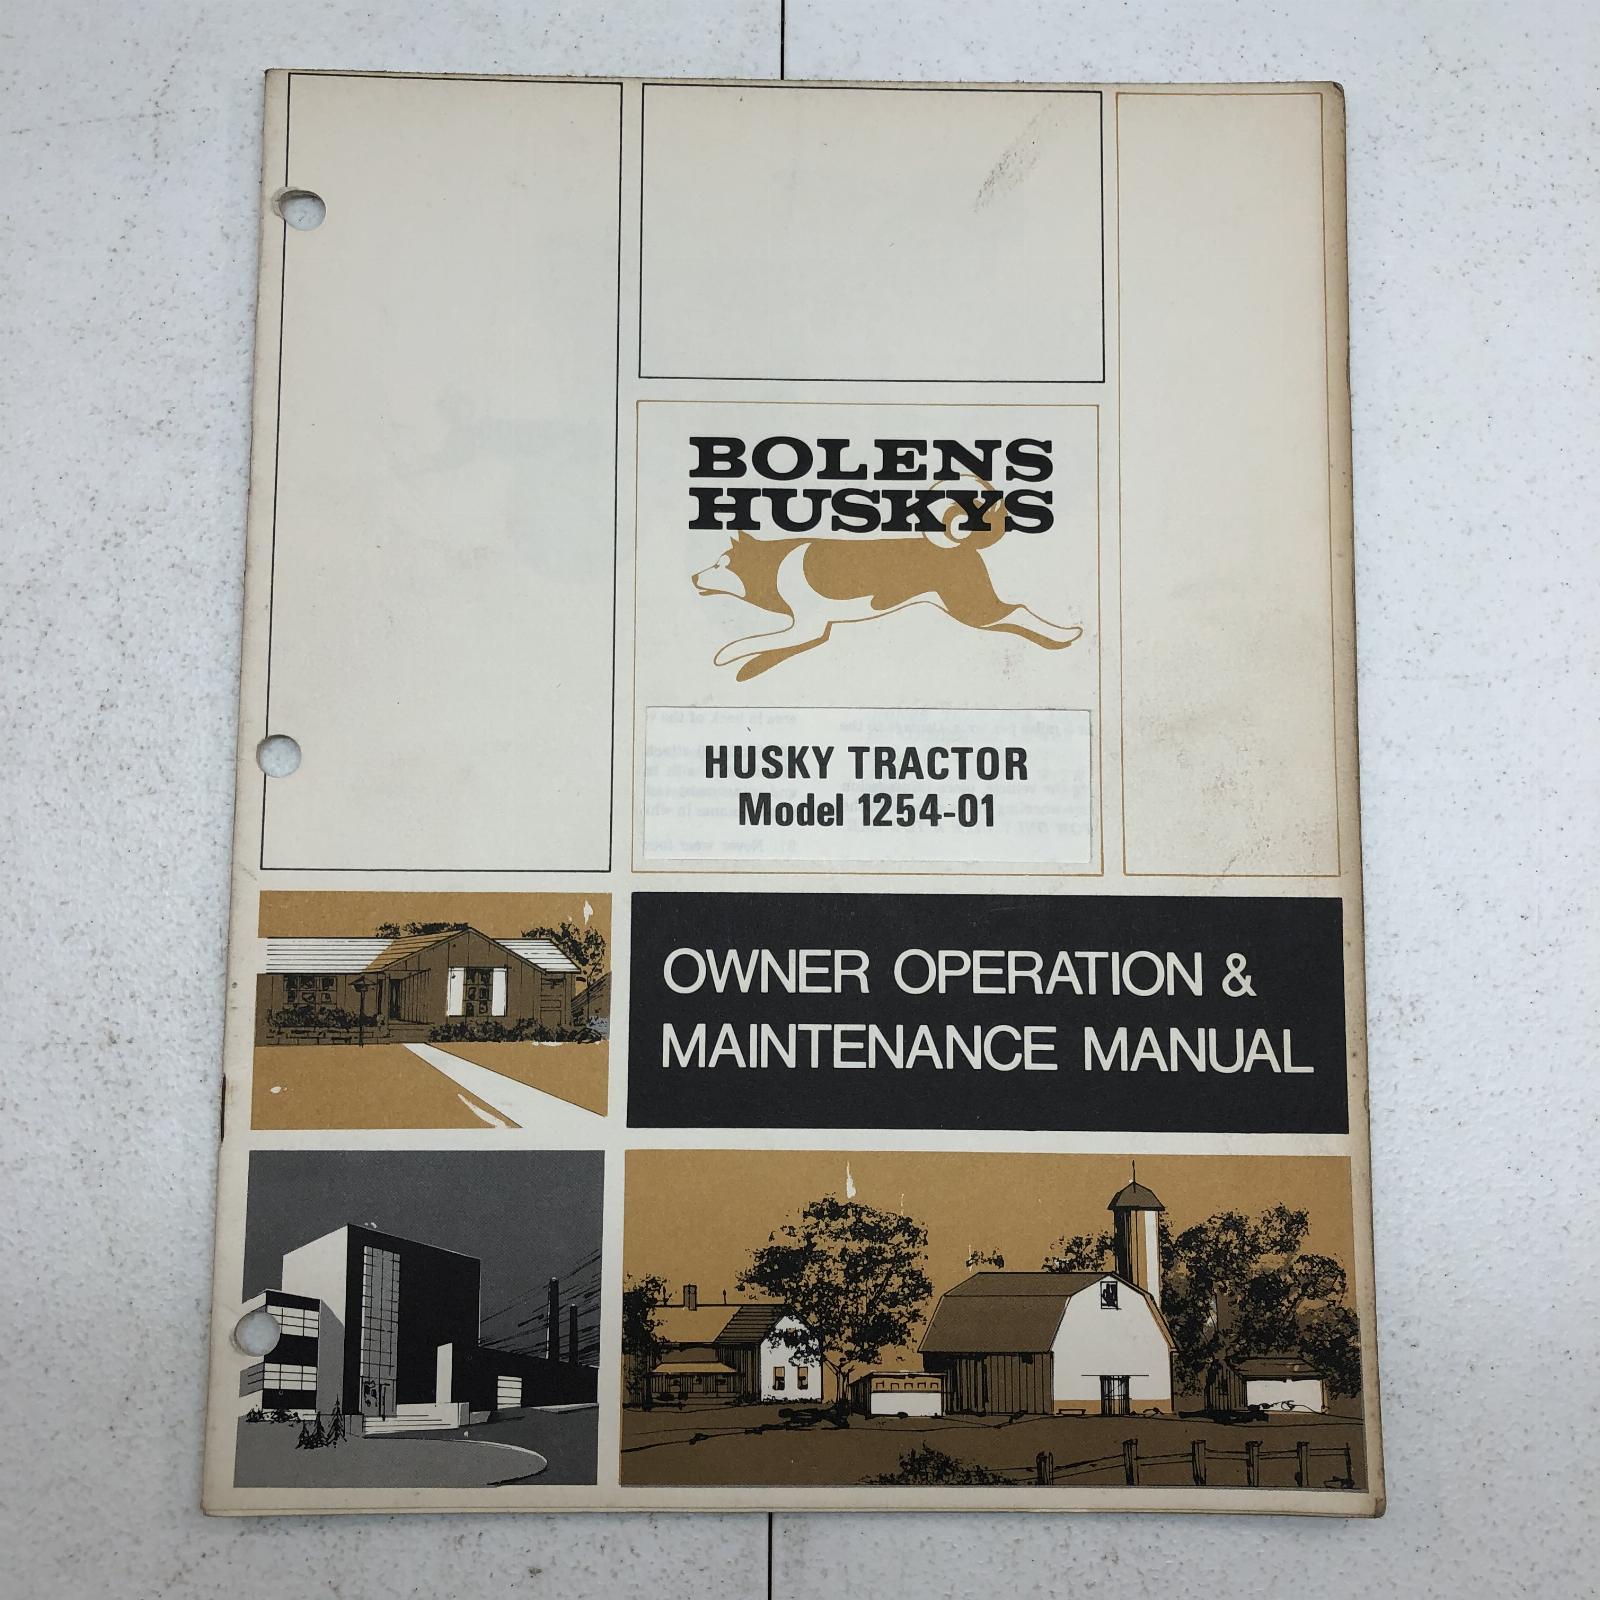 BOLENS
HUSKYS
HUSKY TRACTOR
Model 1254-01
OWNER OPERATION &
MAINTENANCE MANUAL